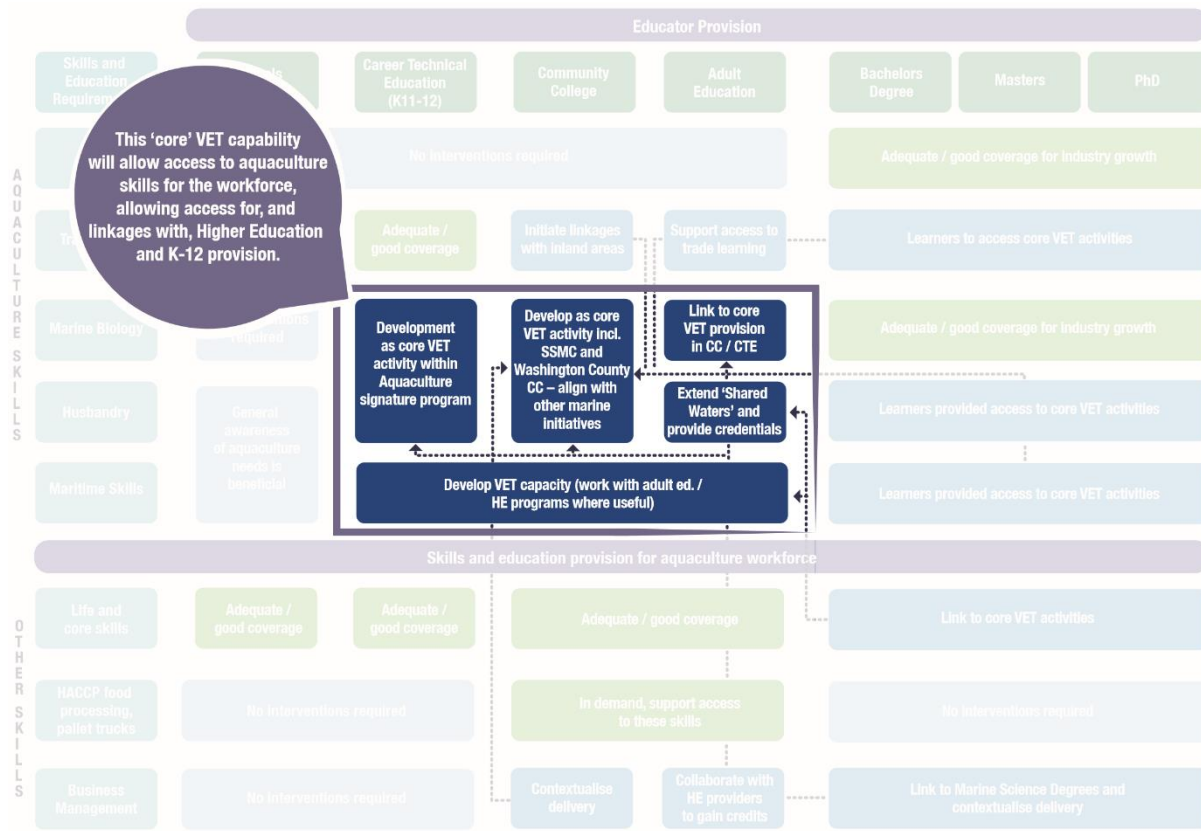 Educator Provision
Skills and
Education
Career Technical
Education
(K11-12)
Community
College
Adult
Education
Bachelors
Degree
Masters
PhD
This ‘core’ VET capability
will allow access to aquaculture
skills for the workforce,
allowing access for, and
linkages with, Higher Education
and K-12 provision.
AQUACULTURE SKILLS
No interventions required
Adequate / good coverage for industry growth
Adequate /
good coverage
Initiate linkages
with inland areas
Support access to
trade learning
Learners to access core VET activities
Marine Biology
required
Development
as core VET
activity within
Aquaculture
signature program
Develop as core
VET activity incl.
SSMC and
Washington County
CC – align with
other marine
initiatives
Link to core
VET provision
in CC / CTE
Adequate / good coverage for industry growth
Husbandry
General
awareness
of aquaculture
needs is
beneficial
Extend ‘Shared
Waters’ and
provide credentials
Learners provided access to core VET activities
Maritime Skills
Develop VET capacity (work with adult ed. /
HE programs where useful)
Learners provided access to core VET activities
Skills and education provision for aquaculture workforce
OTHER SKILLS
Life and
core skills
Adequate /
good coverage
Adequate /
good coverage
Adequate / good coverage
Link to core VET activities
HACCP food
processing,
pallet trucks
No interventions required
In demand, support access
to these skills
No interventions required
Business
Management
No interventions required
Contextualise
delivery
Collaborate with
HE providers
to gain credits
Link to Marine Science Degrees and
contextualise delivery